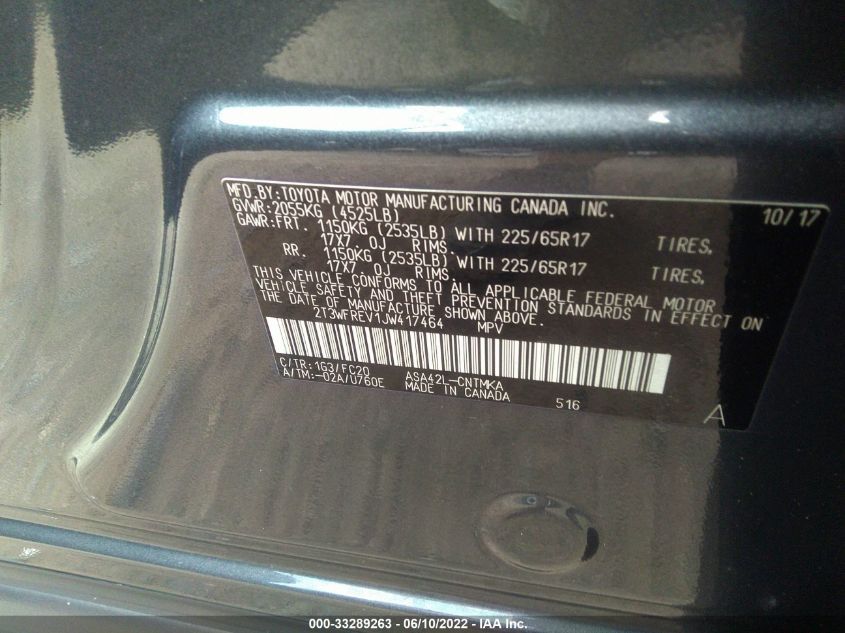 MFD BY:TOYOTA MOTOR MANUFACTURING CANADA INC.
GVWR:2055KG (4525LB) 10/17
GAWR:FRT. 1150KG (2535LB) WITH 225/65R17 TIRES,
17X7.0J RIMS.
RR. 1150KG (2535LB) WITH 225/65R17 TIRES,
17X7.0J RIMS.
THIS VEHICLE CONFORMS TO ALL APPLICABLE FEDERAL MOTOR
VEHICLE SAFETY AND THEFT PREVENTION STANDARDS IN EFFECT ON
THE DATE OF MANUFACTURE SHOWN ABOVE.
2T3WFREV1JW417464 MPV
C/TR:1G3/FC20 ASA42L-CNTMKA
A/TM:-02A/U760E MADE IN CANADA 516
A
000-33289263 - 06/10/2022 - IAA Inc.